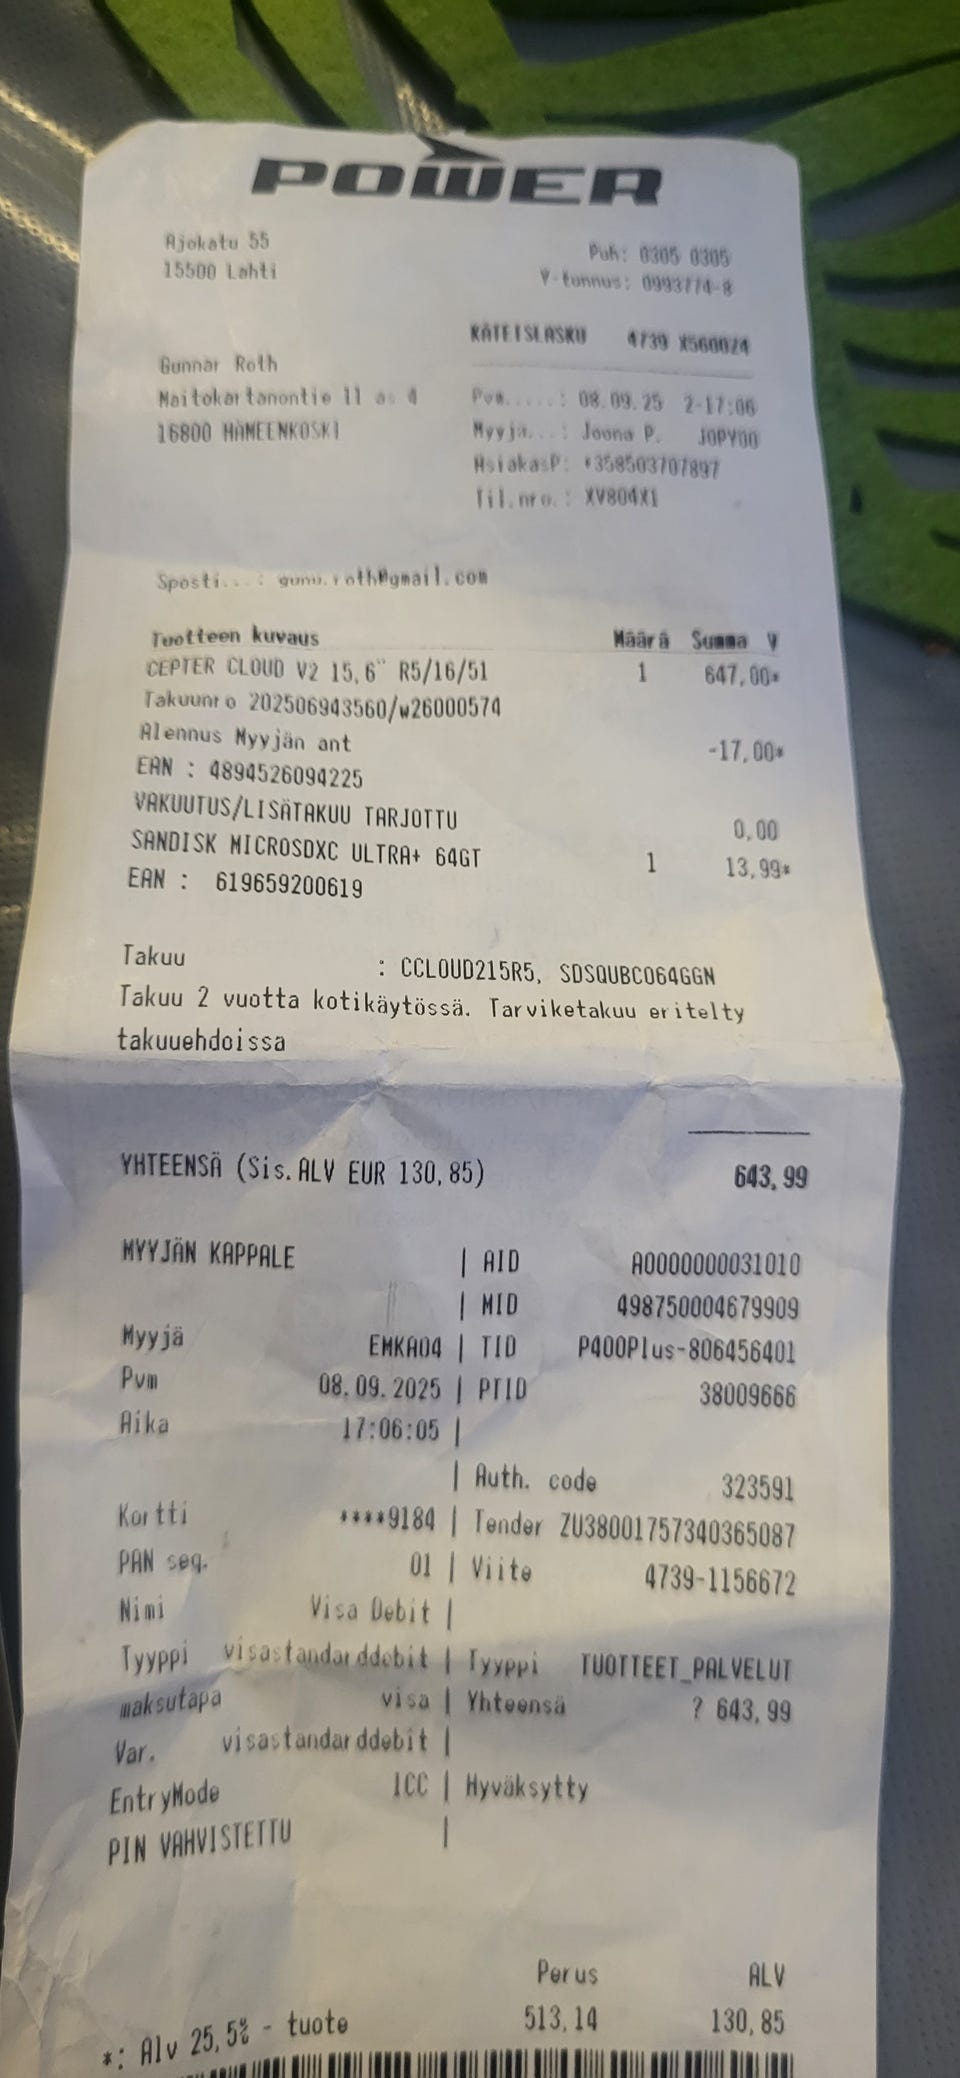 POWER
Ajokatu 55
15500 Lahti
Puh: 0305 0305
Y-tunnus: 0993774-8
KÄTEISLASKU 4739 X560024
Gunnar Roth
Maitokartanontie 11 as 4
16800 HÄMEENKOSKI
Pvm.....: 08.09.25 2-17:06
Myyjä...: Joona P. JOPY00
AsiakasP: +358503707897
Til.nro.: XV804X1
Sposti...: gunu.roth@gmail.com
Tuotteen kuvaus Määrä Summa V
CEPTER CLOUD V2 15,6" R5/16/51 1 647,00*
Takuunro 202506943560/w26000574
Alennus Myyjän ant -17,00*
EAN : 4894526094225
VAKUUTUS/LISÄTAKUU TARJOTTU 0,00
SANDISK MICROSDXC ULTRA+ 64GT 1 13,99*
EAN : 619659200619
Takuu : CCLOUD215R5, SDSQUBC064GGN
Takuu 2 vuotta kotikäytössä. Tarviketakuu eritelty
takuuehdoissa
YHTEENSÄ (Sis.ALV EUR 130,85) 643,99
MYYJÄN KAPPALE | AID A0000000031010
| MID 498750004679909
Myyjä EMKA04 | TID P400Plus-806456401
Pvm 08.09.2025 | PTID 38009666
Aika 17:06:05 |
| Auth. code 323591
Kortti ****9184 | Tender ZU38001757340365087
PAN seq. 01 | Viite 4739-1156672
Nimi Visa Debit |
Tyyppi visastandarddebit | Tyyppi TUOTTEET_PALVELUT
maksutapa visa | Yhteensä ? 643,99
Var. visastandarddebit |
EntryMode ICC | Hyväksytty
PIN VAHVISTETTU |
Perus ALV
*: Alv 25,5% - tuote 513,14 130,85